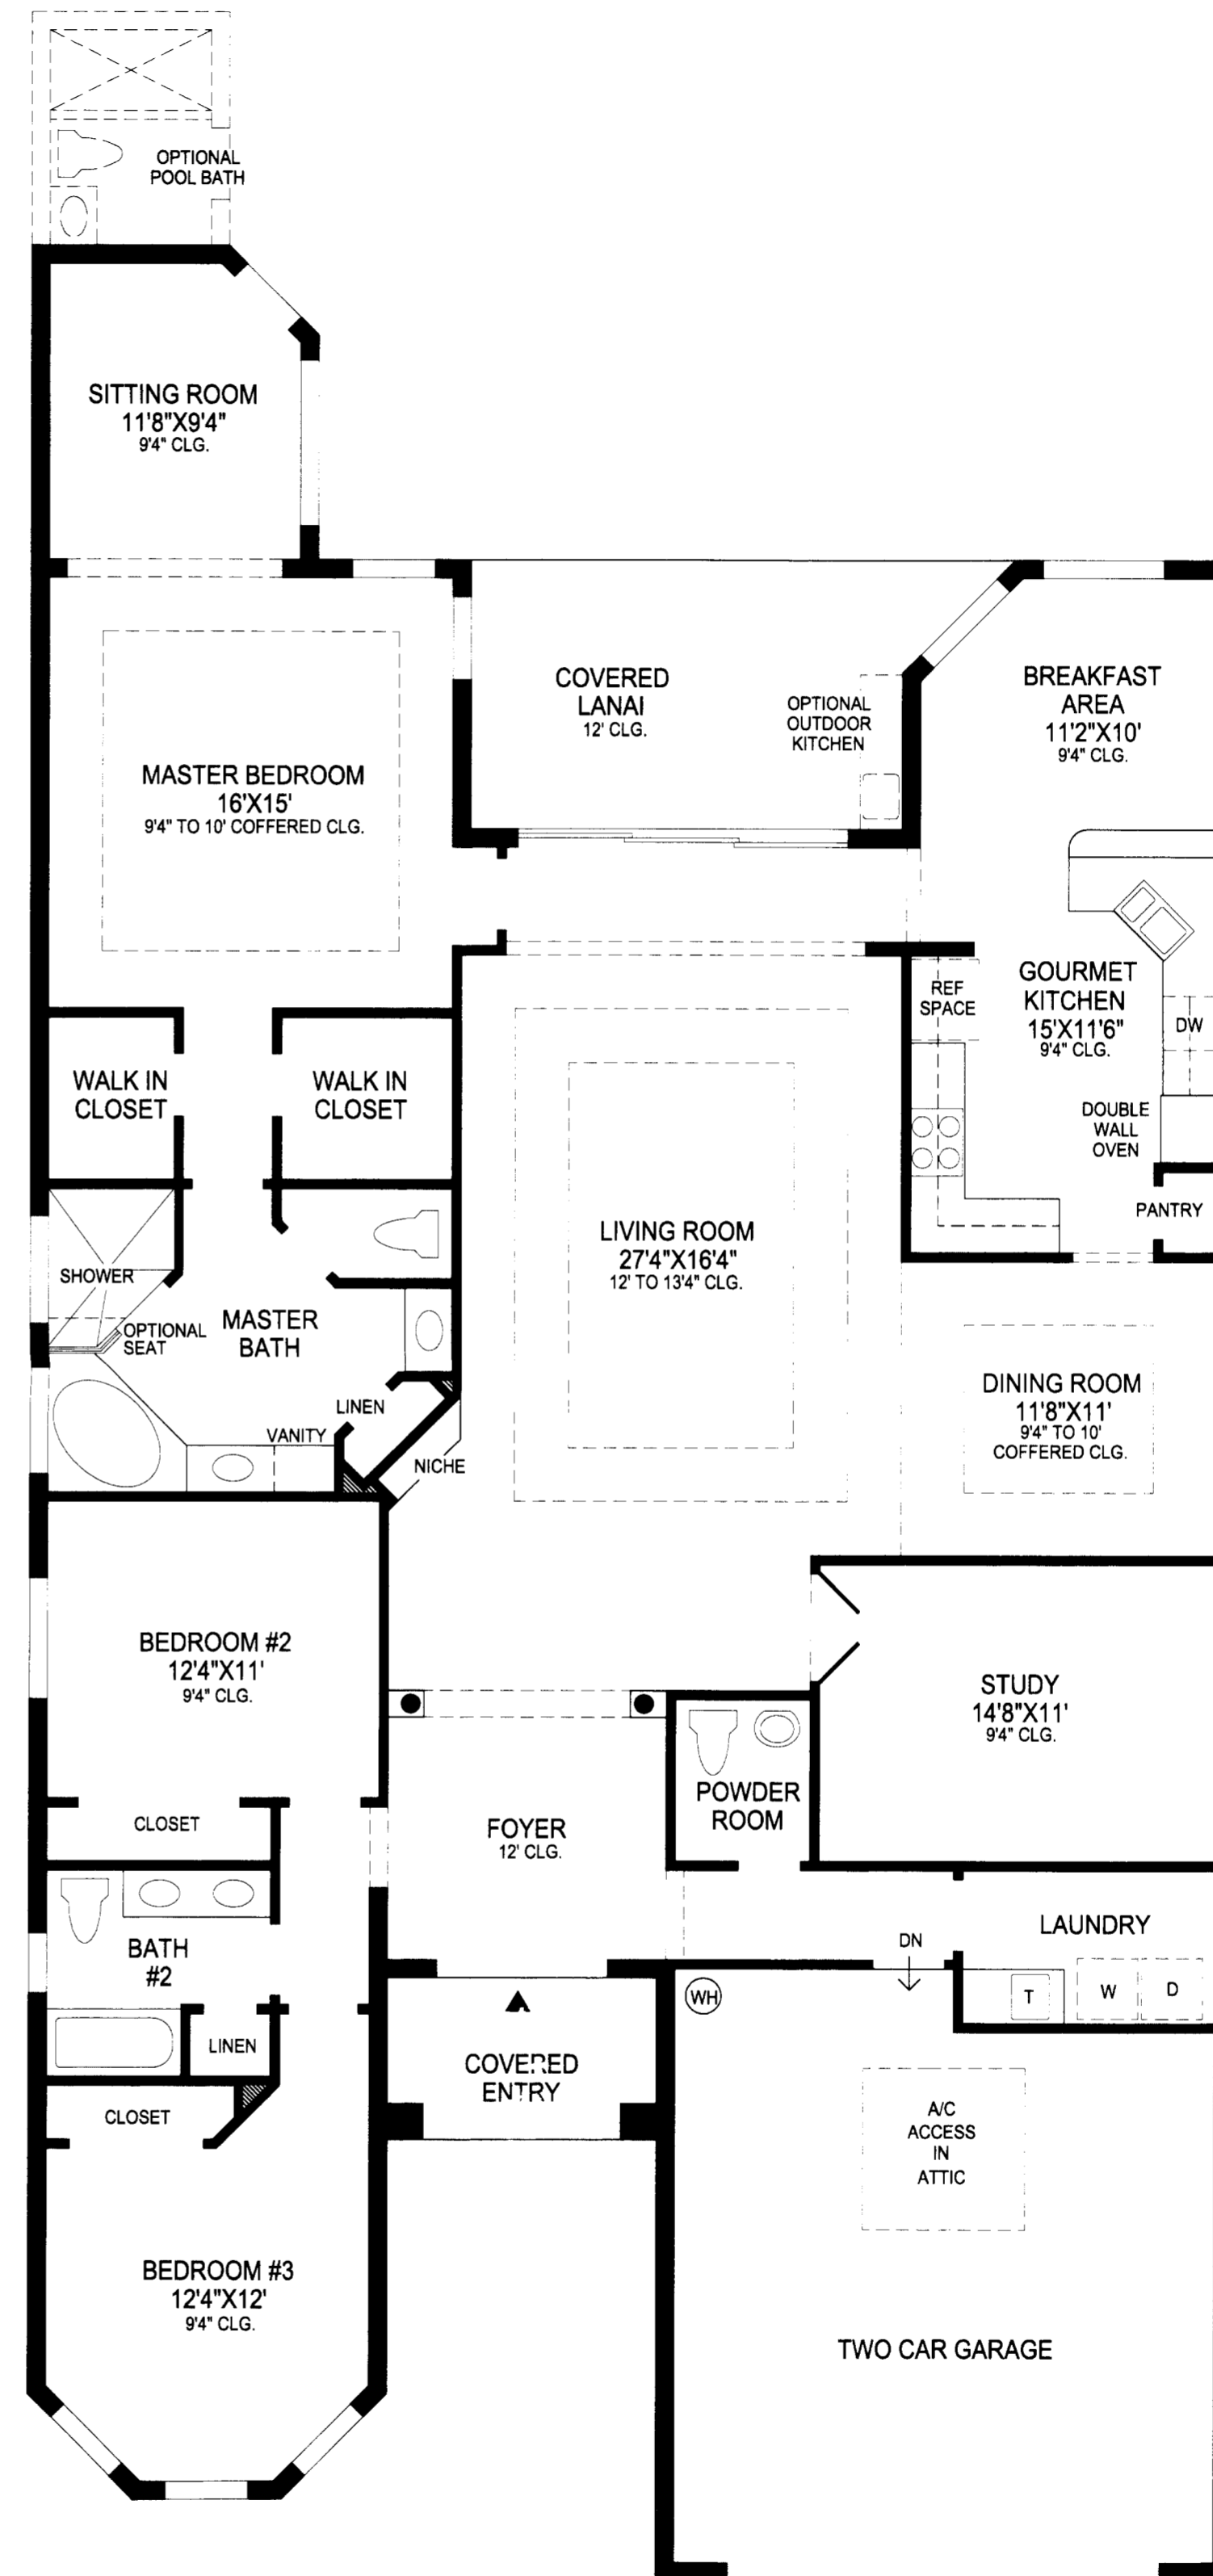 OPTIONAL
POOL BATH
SITTING ROOM
11'8"X9'4"
9'4" CLG.
COVERED
LANAI
12' CLG.
OPTIONAL
OUTDOOR
KITCHEN
BREAKFAST
AREA
11'2"X10'
9'4" CLG.
MASTER BEDROOM
16'X15'
9'4" TO 10' COFFERED CLG.
REF
SPACE
GOURMET
KITCHEN
15'X11'6"
9'4" CLG.
DW
DOUBLE
WALL
OVEN
PANTRY
WALK IN
CLOSET
WALK IN
CLOSET
LIVING ROOM
27'4"X16'4"
12' TO 13'4" CLG.
SHOWER
OPTIONAL
SEAT
MASTER
BATH
LINEN
VANITY
NICHE
DINING ROOM
11'8"X11'
9'4" TO 10'
COFFERED CLG.
BEDROOM #2
12'4"X11'
9'4" CLG.
STUDY
14'8"X11'
9'4" CLG.
POWDER
ROOM
CLOSET
FOYER
12' CLG.
BATH
#2
LINEN
LAUNDRY
DN
WH
T
W
D
COVERED
ENTRY
CLOSET
A/C
ACCESS
IN
ATTIC
BEDROOM #3
12'4"X12'
9'4" CLG.
TWO CAR GARAGE